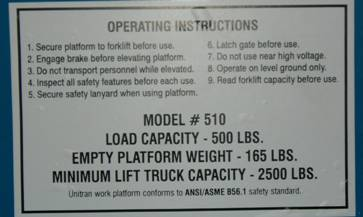 OPERATING INSTRUCTIONS
1. Secure platform to forklift before use.
2. Engage brake before elevating platform.
3. Do not transport personnel while elevated.
4. Inspect all safety features before each use.
5. Secure safety lanyard when using platform.
6. Latch gate before use.
7. Do not use near high voltage.
8. Operate on level ground only.
9. Read forklift capacity before use.
MODEL # 510
LOAD CAPACITY - 500 LBS.
EMPTY PLATFORM WEIGHT - 165 LBS.
MINIMUM LIFT TRUCK CAPACITY - 2500 LBS.
Unitran work platform conforms to ANSI/ASME B56.1 safety standard.